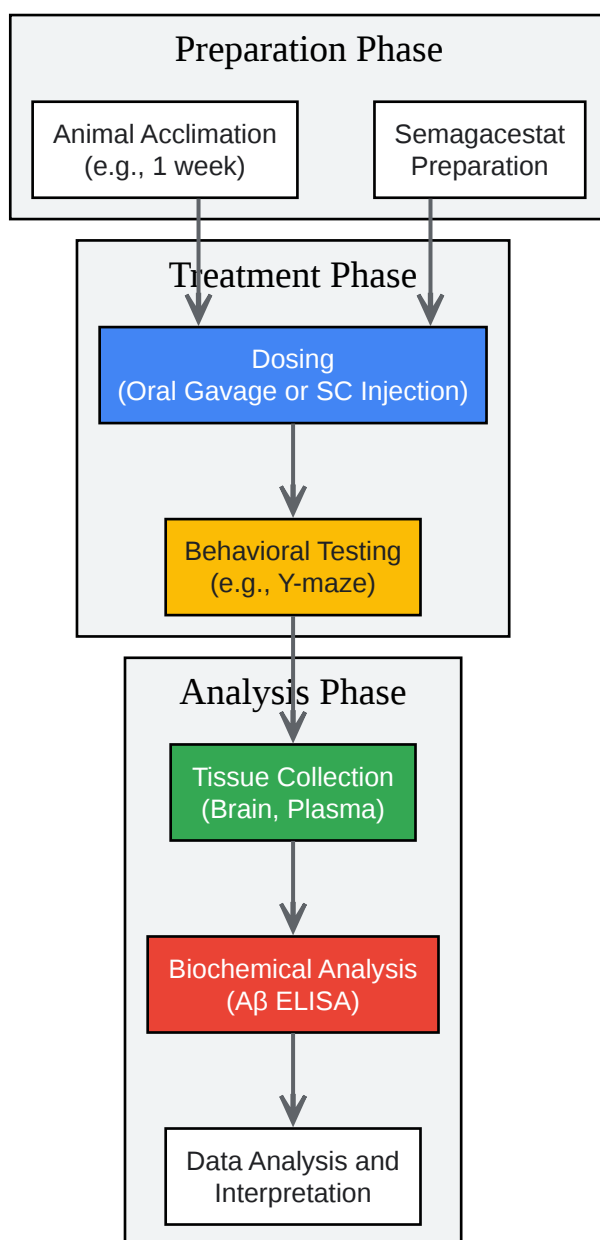 Preparation Phase
Animal Acclimation
(e.g., 1 week)
Semagacestat
Preparation
Treatment Phase
Dosing
(Oral Gavage or SC Injection)
Behavioral Testing
(e.g., Y-maze)
Analysis Phase
Tissue Collection
(Brain, Plasma)
Biochemical Analysis
(Aβ ELISA)
Data Analysis and
Interpretation